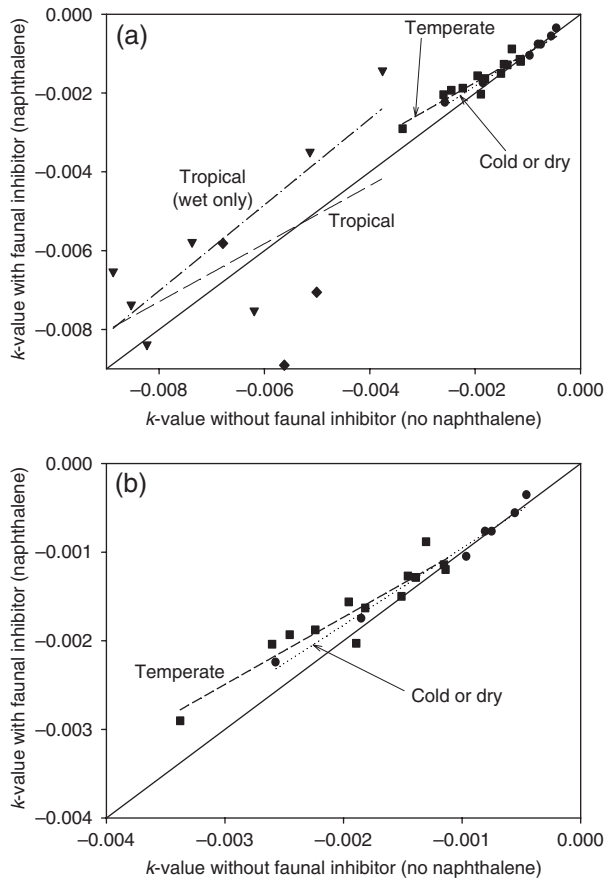 (a)
0.000
Temperate
−0.002
Cold or dry
−0.004
Tropical
(wet only)
Tropical
−0.006
−0.008
−0.008 −0.006 −0.004 −0.002 0.000
k-value without faunal inhibitor (no naphthalene)
k-value with faunal inhibitor (naphthalene)
(b)
0.000
−0.001
−0.002
Temperate
Cold or dry
−0.003
−0.004
−0.004 −0.003 −0.002 −0.001 0.000
k-value without faunal inhibitor (no naphthalene)
k-value with faunal inhibitor (naphthalene)